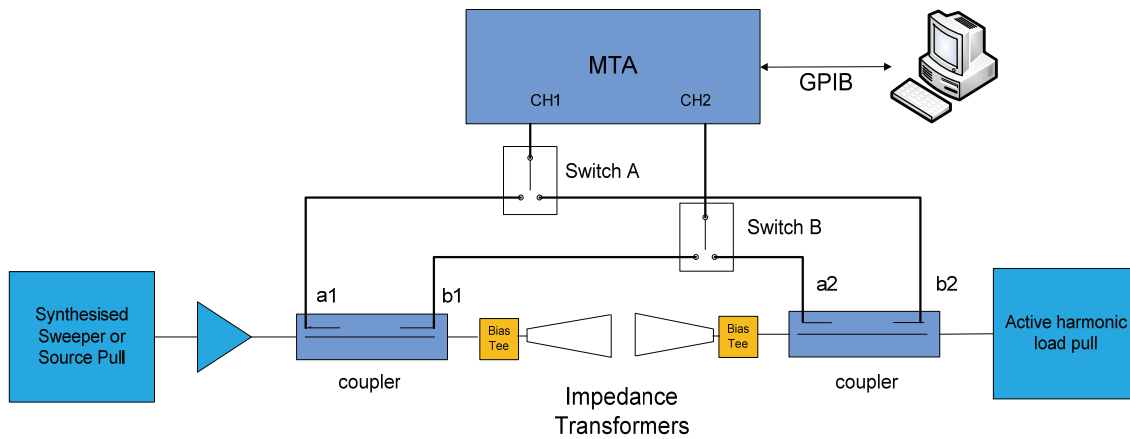 MTA
CH1
CH2
GPIB
Switch A
Switch B
a1
b1
a2
b2
Synthesised
Sweeper or
Source Pull
coupler
Bias
Tee
Bias
Tee
coupler
Active harmonic
load pull
Impedance
Transformers